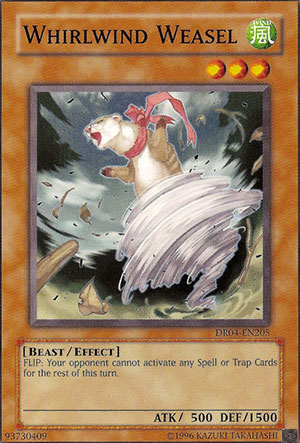 WHIRLWIND WEASEL
WIND
風
DR04-EN205
[BEAST/EFFECT]
FLIP: Your opponent cannot activate any Spell or Trap Cards
for the rest of this turn.
ATK/ 500 DEF/1500
93730409
©1996 KAZUKI TAKAHASHI